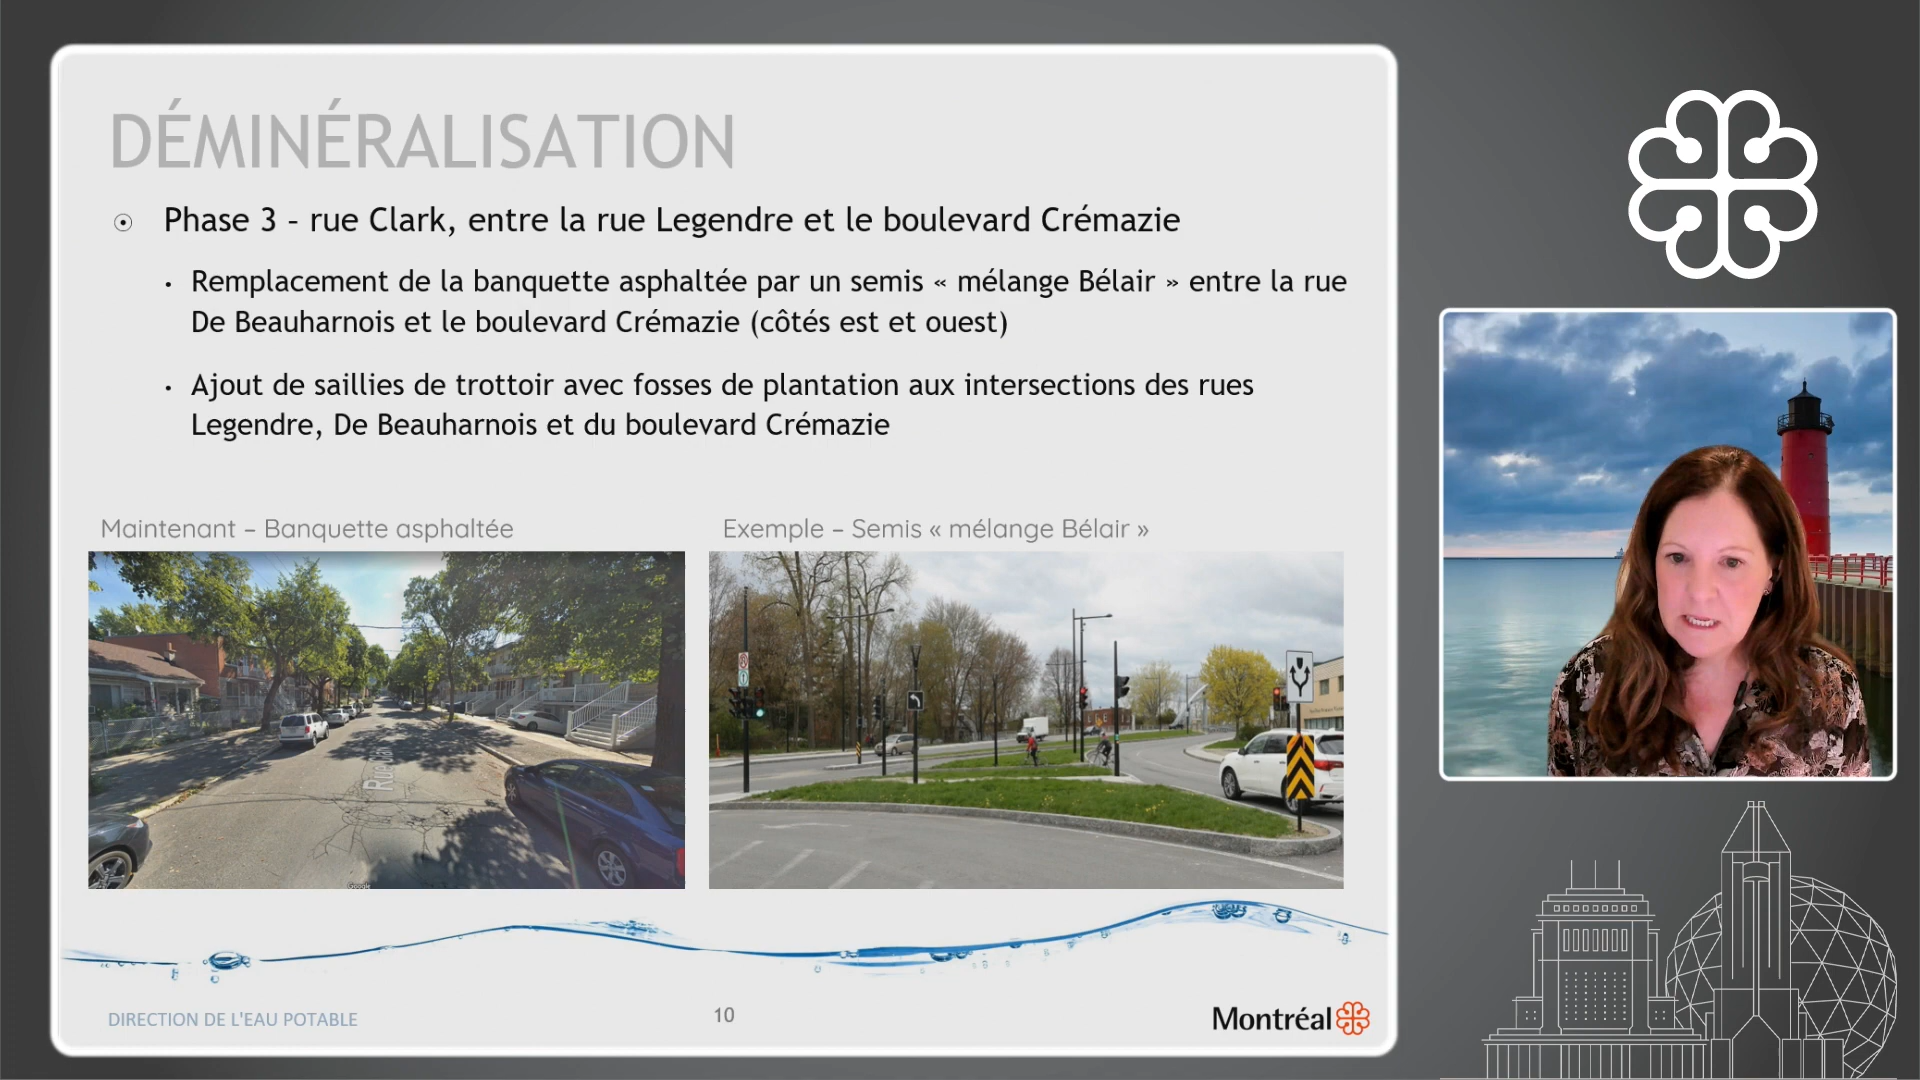 DÉMINÉRALISATION
Phase 3 – rue Clark, entre la rue Legendre et le boulevard Crémazie
Remplacement de la banquette asphaltée par un semis « mélange Bélair » entre la rue
De Beauharnois et le boulevard Crémazie (côtés est et ouest)
Ajout de saillies de trottoir avec fosses de plantation aux intersections des rues
Legendre, De Beauharnois et du boulevard Crémazie
Maintenant – Banquette asphaltée
Exemple – Semis « mélange Bélair »
Google
DIRECTION DE L'EAU POTABLE
10
Montréal